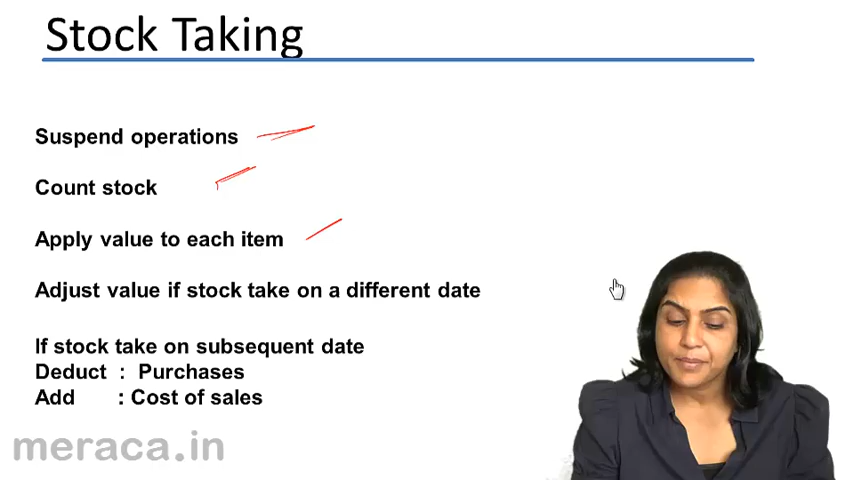 Stock Taking
Suspend operations
Count stock
Apply value to each item
Adjust value if stock take on a different date
If stock take on subsequent date
Deduct : Purchases
Add : Cost of sales
meraca.in